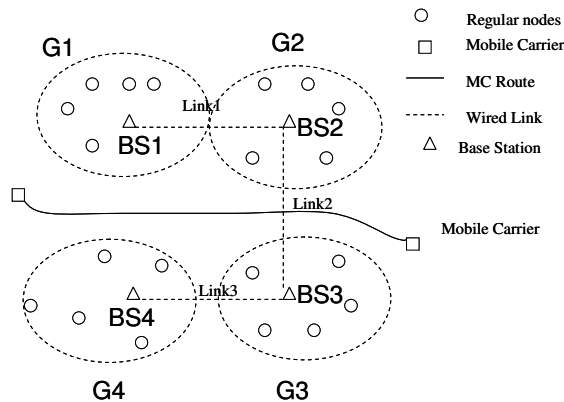 G1
G2
Regular nodes
Mobile Carrier
MC Route
Link1
Wired Link
BS1
BS2
Base Station
Link2
Mobile Carrier
Link3
BS3
BS4
G4
G3